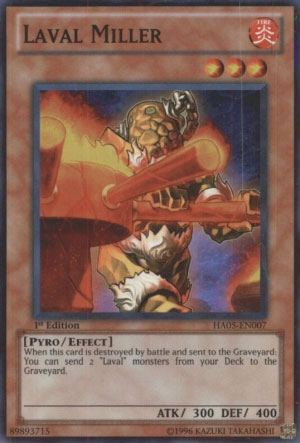 LAVAL MILLER
FIRE
炎
1st Edition
HA05-EN007
[PYRO/EFFECT]
When this card is destroyed by battle and sent to the Graveyard:
You can send 2 "Laval" monsters from your Deck to the
Graveyard.
ATK/ 300 DEF/ 400
89893715
©1996 KAZUKI TAKAHASHI